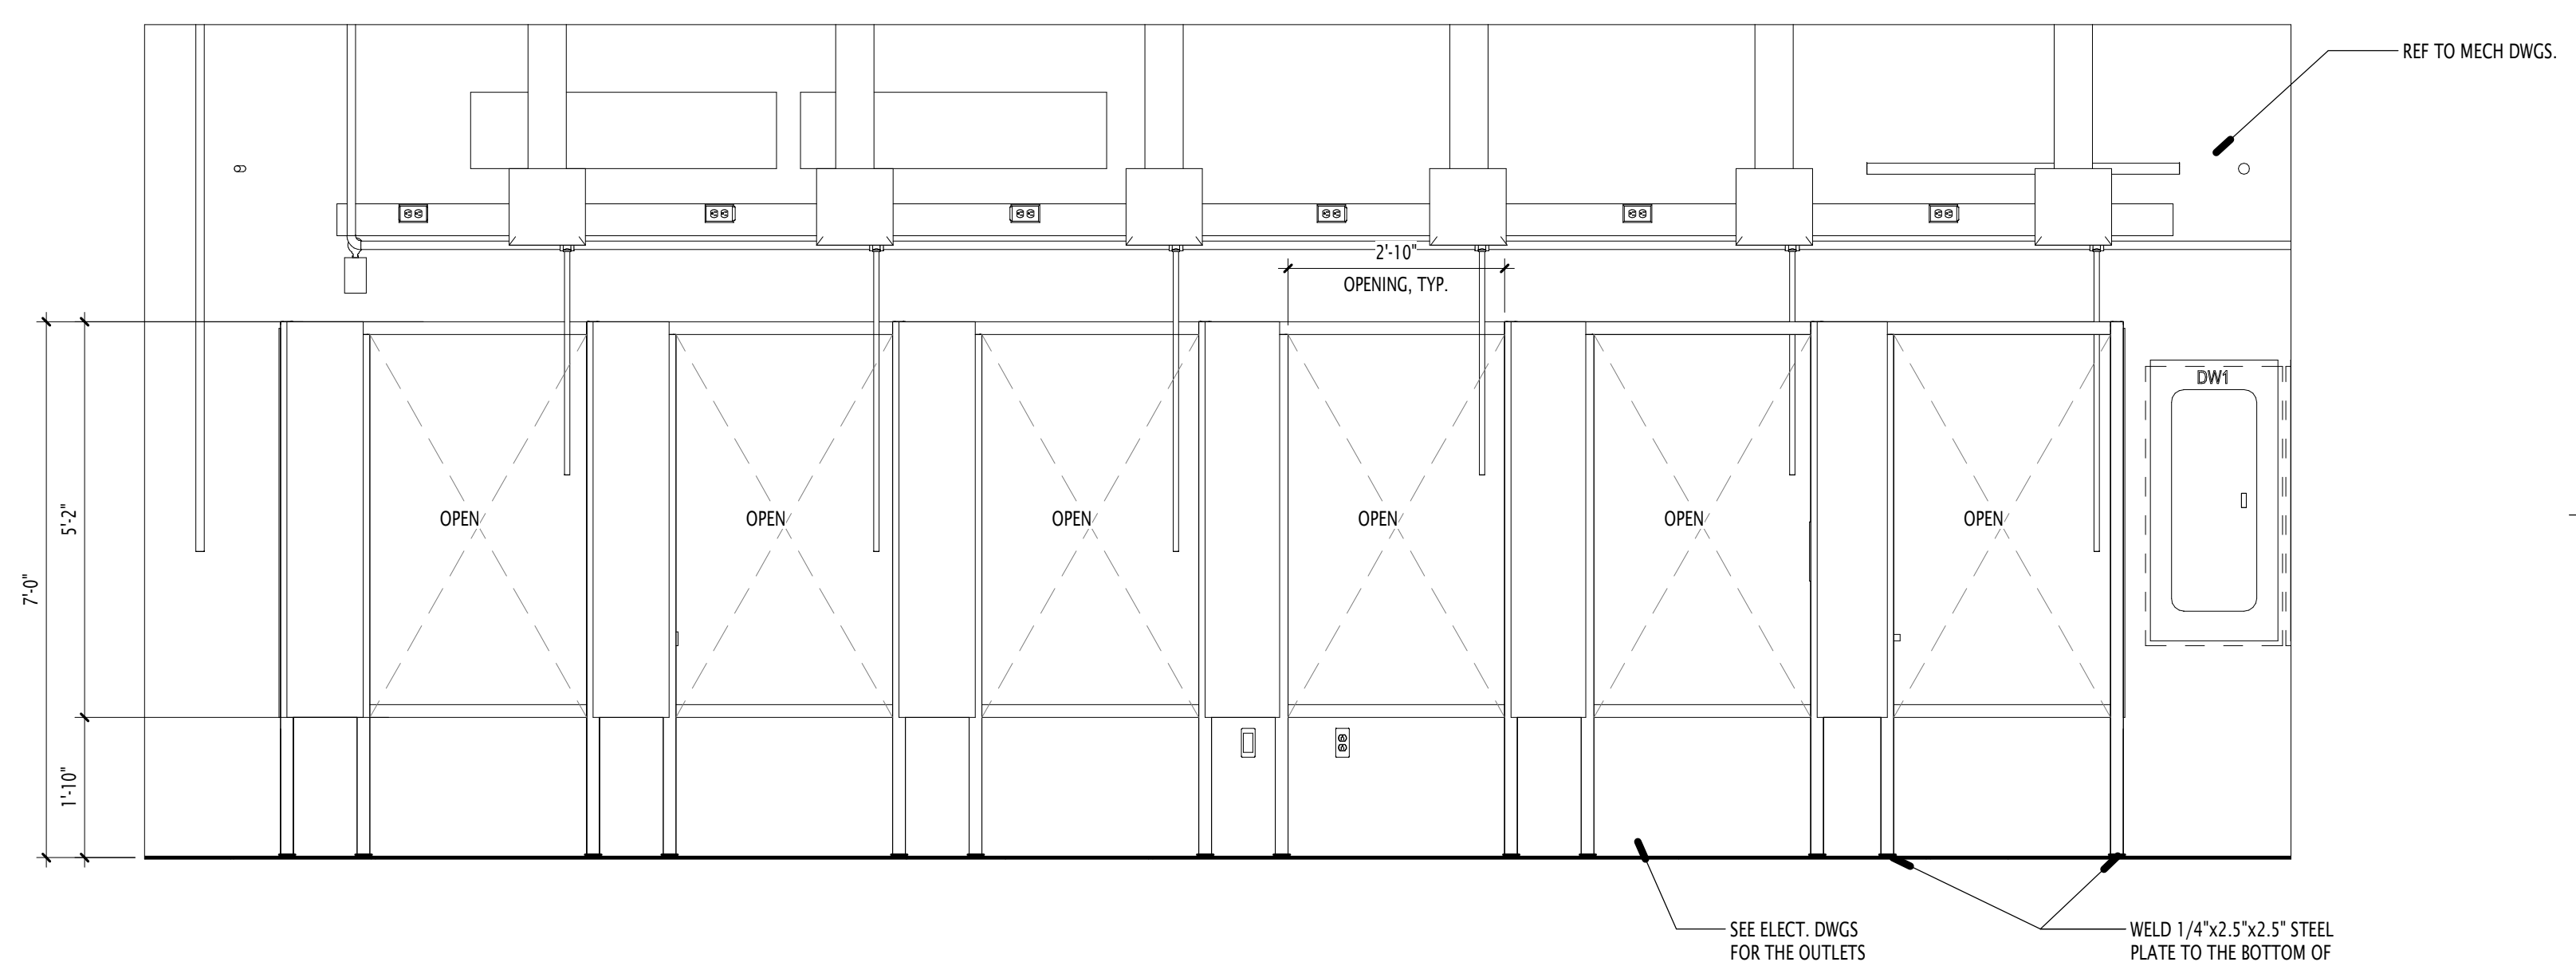 REF TO MECH DWGS.
2'-10"
OPENING, TYP.
DW1
OPEN
OPEN
OPEN
OPEN
OPEN
OPEN
5'-2"
7'-0"
1'-10"
SEE ELECT. DWGS
FOR THE OUTLETS
WELD 1/4"x2.5"x2.5" STEEL
PLATE TO THE BOTTOM OF